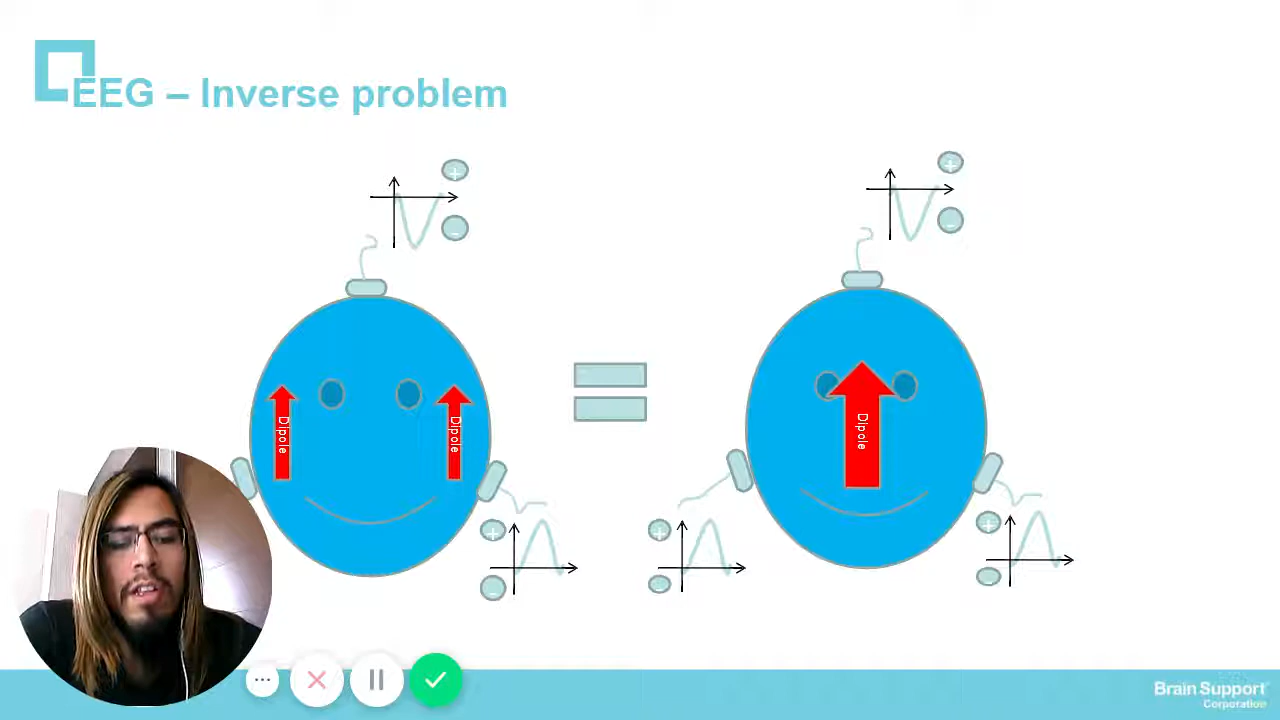 EEG – Inverse problem
+
-
+
-
Dipole
Dipole
Dipole
+
-
+
-
+
-
Brain Support
Corporation